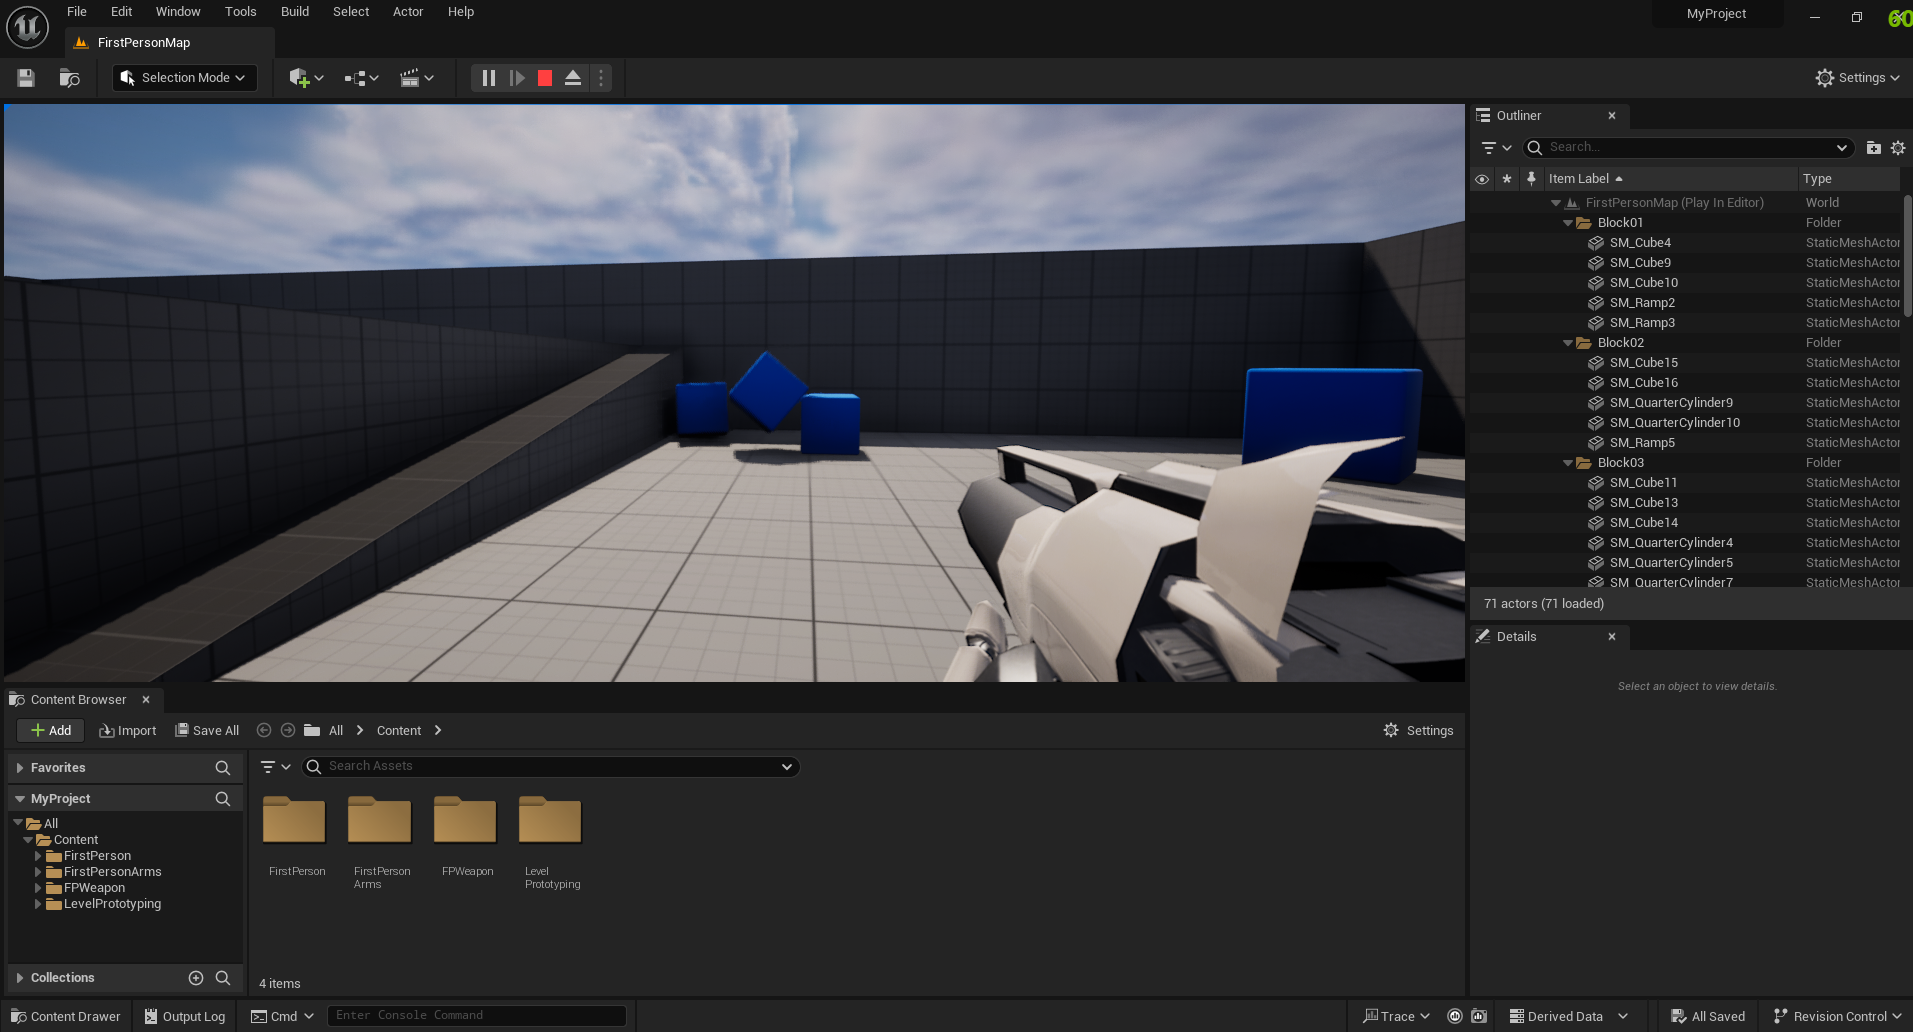 File Edit Window Tools Build Select Actor Help
MyProject
60
FirstPersonMap
Selection Mode
Settings
Outliner
Search...
Item Label Type
FirstPersonMap (Play In Editor) World
Block01 Folder
SM_Cube4 StaticMeshActor
SM_Cube9 StaticMeshActor
SM_Cube10 StaticMeshActor
SM_Ramp2 StaticMeshActor
SM_Ramp3 StaticMeshActor
Block02 Folder
SM_Cube15 StaticMeshActor
SM_Cube16 StaticMeshActor
SM_QuarterCylinder9 StaticMeshActor
SM_QuarterCylinder10 StaticMeshActor
SM_Ramp5 StaticMeshActor
Block03 Folder
SM_Cube11 StaticMeshActor
SM_Cube13 StaticMeshActor
SM_Cube14 StaticMeshActor
SM_QuarterCylinder4 StaticMeshActor
SM_QuarterCylinder5 StaticMeshActor
SM_QuarterCylinder7 StaticMeshActor
71 actors (71 loaded)
Details
Select an object to view details.
Content Browser
Add Import Save All All Content Settings
Favorites
Search Assets
MyProject
All
Content
FirstPerson
FirstPersonArms
FPWeapon
LevelPrototyping
FirstPerson
FirstPerson
Arms
FPWeapon
Level
Prototyping
Collections
4 items
Content Drawer Output Log Cmd Enter Console Command Trace Derived Data All Saved Revision Control